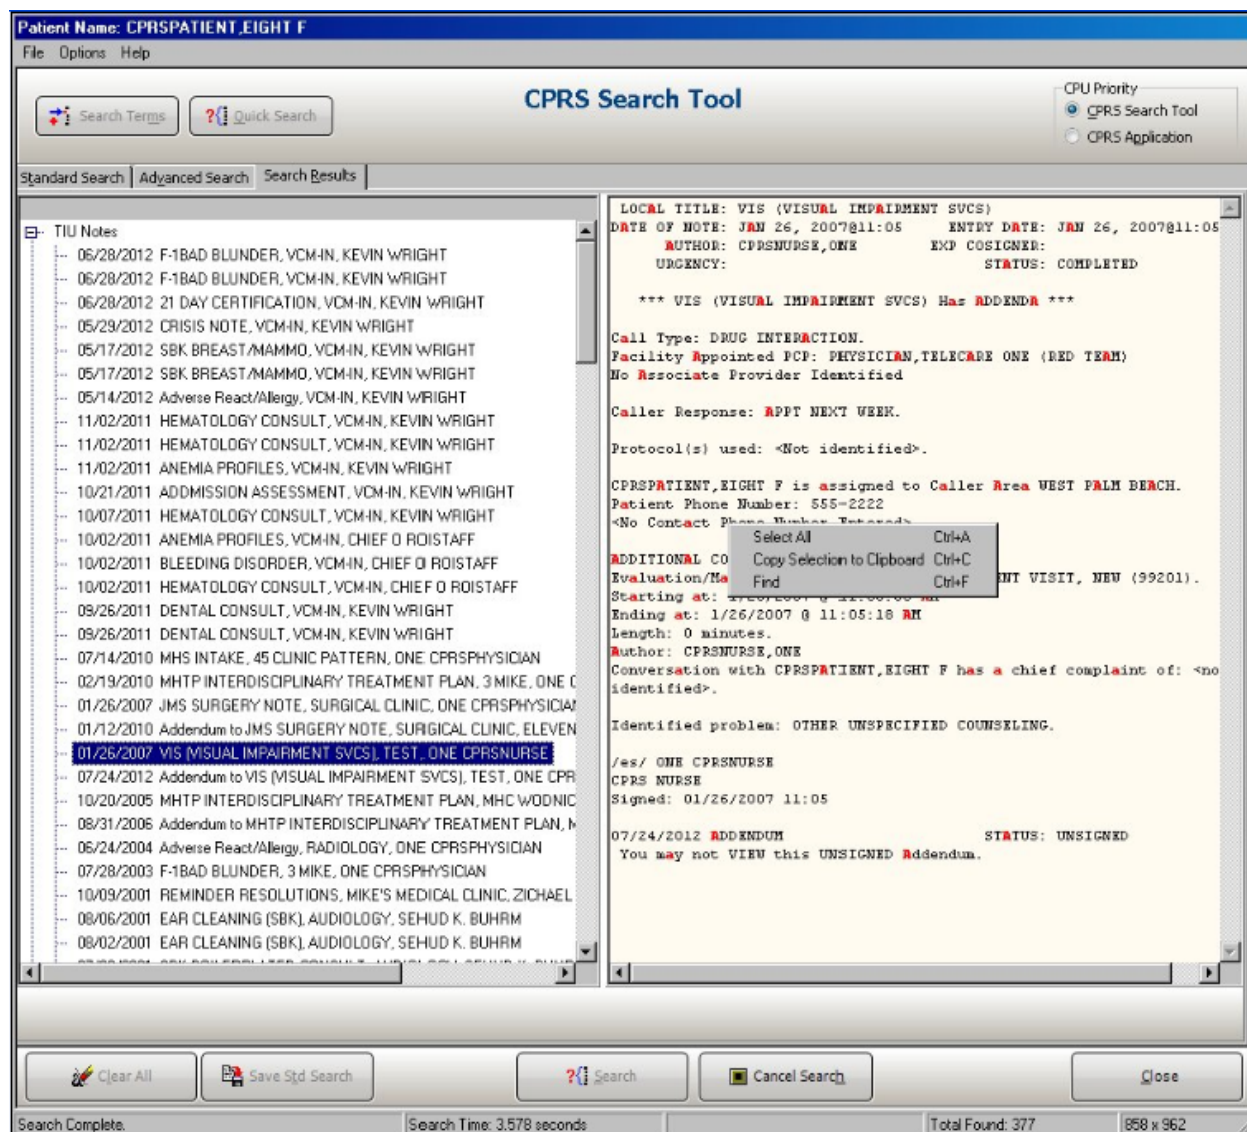 Patient Name: CPRSPATIENT,EIGHT F
File Options Help
Search Terms
Quick Search
CPRS Search Tool
CPU Priority
CPRS Search Tool
CPRS Application
Standard Search
Advanced Search
Search Results
TIU Notes
06/28/2012 F-1BAD BLUNDER, VCM-IN, KEVIN WRIGHT
06/28/2012 F-1BAD BLUNDER, VCM-IN, KEVIN WRIGHT
06/28/2012 21 DAY CERTIFICATION, VCM-IN, KEVIN WRIGHT
05/29/2012 CRISIS NOTE, VCM-IN, KEVIN WRIGHT
05/17/2012 SBK BREAST/MAMMO, VCM-IN, KEVIN WRIGHT
05/17/2012 SBK BREAST/MAMMO, VCM-IN, KEVIN WRIGHT
05/14/2012 Adverse React/Allergy, VCM-IN, KEVIN WRIGHT
11/02/2011 HEMATOLOGY CONSULT, VCM-IN, KEVIN WRIGHT
11/02/2011 HEMATOLOGY CONSULT, VCM-IN, KEVIN WRIGHT
11/02/2011 ANEMIA PROFILES, VCM-IN, KEVIN WRIGHT
10/21/2011 ADDMISSION ASSESSMENT, VCM-IN, KEVIN WRIGHT
10/07/2011 HEMATOLOGY CONSULT, VCM-IN, KEVIN WRIGHT
10/02/2011 ANEMIA PROFILES, VCM-IN, CHIEF O ROISTAFF
10/02/2011 BLEEDING DISORDER, VCM-IN, CHIEF O ROISTAFF
10/02/2011 HEMATOLOGY CONSULT, VCM-IN, CHIEF O ROISTAFF
09/26/2011 DENTAL CONSULT, VCM-IN, KEVIN WRIGHT
09/26/2011 DENTAL CONSULT, VCM-IN, KEVIN WRIGHT
07/14/2010 MHS INTAKE, 45 CLINIC PATTERN, ONE CPRSPHYSICIAN
02/19/2010 MHTP INTERDISCIPLINARY TREATMENT PLAN, 3 MIKE, ONE C
01/26/2007 JMS SURGERY NOTE, SURGICAL CLINIC, ONE CPRSPHYSICIAN
01/12/2010 Addendum to JMS SURGERY NOTE, SURGICAL CLINIC, ELEVEN
01/26/2007 VIS (VISUAL IMPAIRMENT SVCS), TEST, ONE CPRSNURSE
07/24/2012 Addendum to VIS (VISUAL IMPAIRMENT SVCS), TEST, ONE CPR
10/20/2005 MHTP INTERDISCIPLINARY TREATMENT PLAN, MHC WODNIC
08/31/2006 Addendum to MHTP INTERDISCIPLINARY TREATMENT PLAN, M
06/24/2004 Adverse React/Allergy, RADIOLOGY, ONE CPRSPHYSICIAN
07/28/2003 F-1BAD BLUNDER, 3 MIKE, ONE CPRSPHYSICIAN
10/09/2001 REMINDER RESOLUTIONS, MIKE'S MEDICAL CLINIC, ZICHAEL
08/06/2001 EAR CLEANING (SBK), AUDIOLOGY, SEHUD K. BUHRM
08/02/2001 EAR CLEANING (SBK), AUDIOLOGY, SEHUD K. BUHRM
LOCAL TITLE: VIS (VISUAL IMPAIRMENT SVCS)
DATE OF NOTE: JAN 26, 2007@11:05 ENTRY DATE: JAN 26, 2007@11:05
AUTHOR: CPRSNURSE,ONE EXP COSIGNER:
URGENCY: STATUS: COMPLETED
*** VIS (VISUAL IMPAIRMENT SVCS) Has ADDENDA ***
Call Type: DRUG INTERACTION.
Facility Appointed PCP: PHYSICIAN,TELECARE ONE (RED TEAM)
No Associate Provider Identified
Caller Response: APPT NEXT WEEK.
Protocol(s) used: <Not identified>.
CPRSPATIENT,EIGHT F is assigned to Caller Area WEST PALM BEACH.
Patient Phone Number: 555-2222
<No Contact Phone Number Entered>
ADDITIONAL CO
Evaluation/Ma NT VISIT, NEW (99201).
Starting at:
Ending at: 1/26/2007 @ 11:05:18 AM
Length: 0 minutes.
Author: CPRSNURSE,ONE
Conversation with CPRSPATIENT,EIGHT F has a chief complaint of: <no
identified>.
Identified problem: OTHER UNSPECIFIED COUNSELING.
/es/ ONE CPRSNURSE
CPRS NURSE
Signed: 01/26/2007 11:05
07/24/2012 ADDENDUM STATUS: UNSIGNED
You may not VIEW this UNSIGNED Addendum.
Select All Ctrl+A
Copy Selection to Clipboard Ctrl+C
Find Ctrl+F
Clear All
Save Std Search
Search
Cancel Search
Close
Search Complete.
Search Time: 3.578 seconds
Total Found: 377
858 x 962